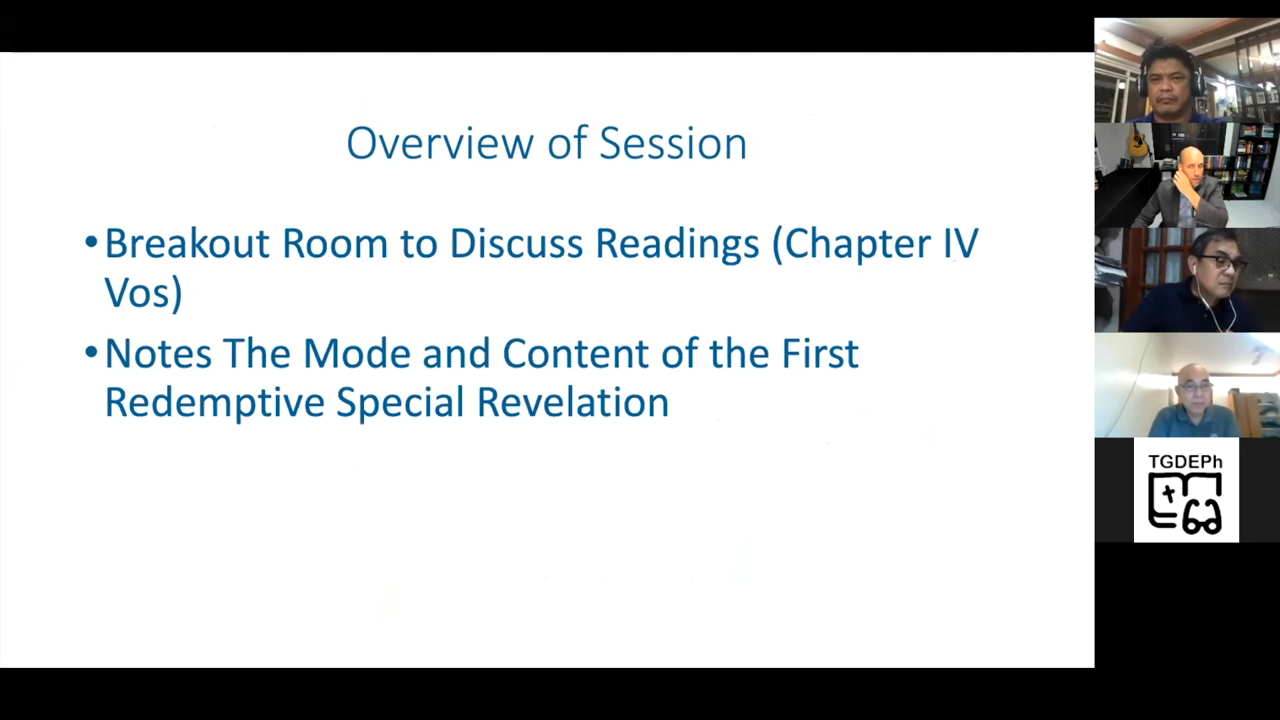 Overview of Session
•Breakout Room to Discuss Readings (Chapter IV
Vos)
•Notes The Mode and Content of the First
Redemptive Special Revelation
TGDEPh